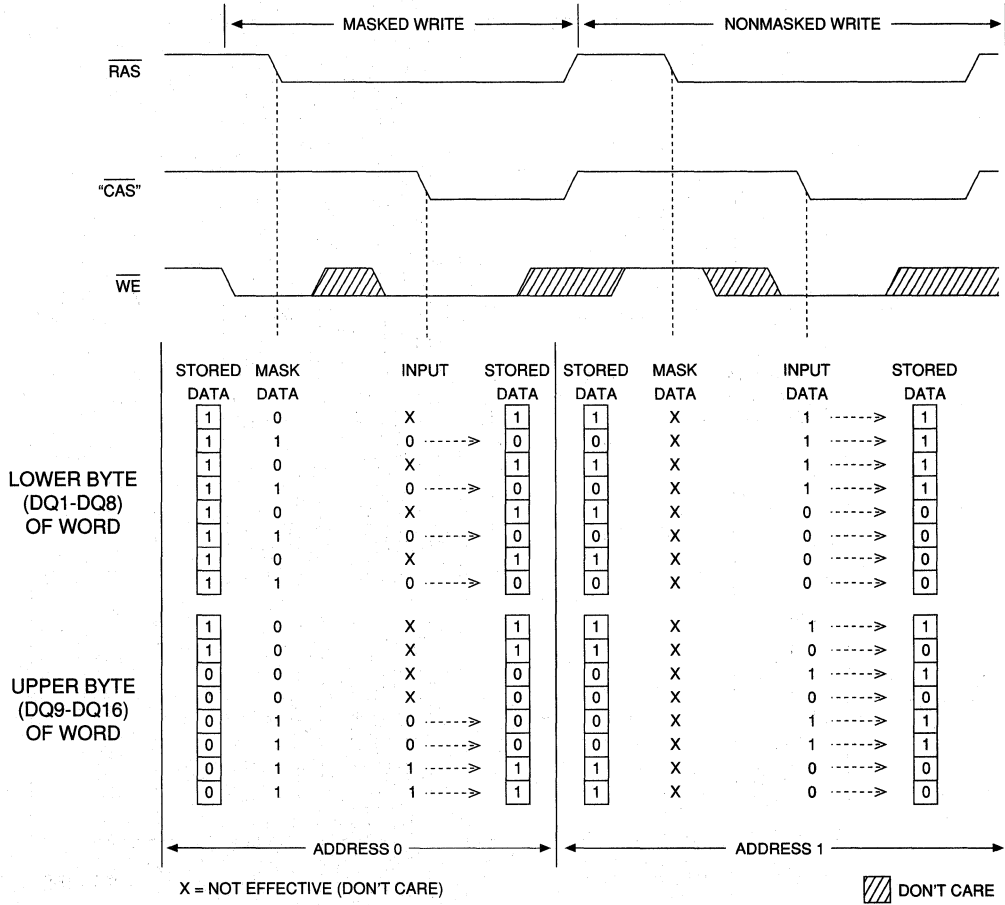 MASKED WRITE NONMASKED WRITE
RAS
"CAS"
WE
STORED MASK INPUT STORED STORED MASK INPUT STORED
DATA DATA DATA DATA DATA DATA DATA
1 0 X 1 1 X 1 1
1 1 0 0 0 X 1 1
1 0 X 1 1 X 1 1
LOWER BYTE
1 1 0 0 0 X 1 1
(DQ1-DQ8)
1 0 X 1 1 X 0 0
OF WORD
1 1 0 0 0 X 0 0
1 0 X 1 1 X 0 0
1 1 0 0 0 X 0 0
1 0 X 1 1 X 1 1
1 0 X 1 1 X 0 0
0 0 X 0 0 X 1 1
UPPER BYTE
0 0 X 0 0 X 0 0
(DQ9-DQ16)
0 1 0 0 0 X 1 1
OF WORD
0 1 0 0 0 X 1 1
0 1 1 1 1 X 0 0
0 1 1 1 1 X 0 0
ADDRESS 0 ADDRESS 1
X = NOT EFFECTIVE (DON'T CARE) DON'T CARE